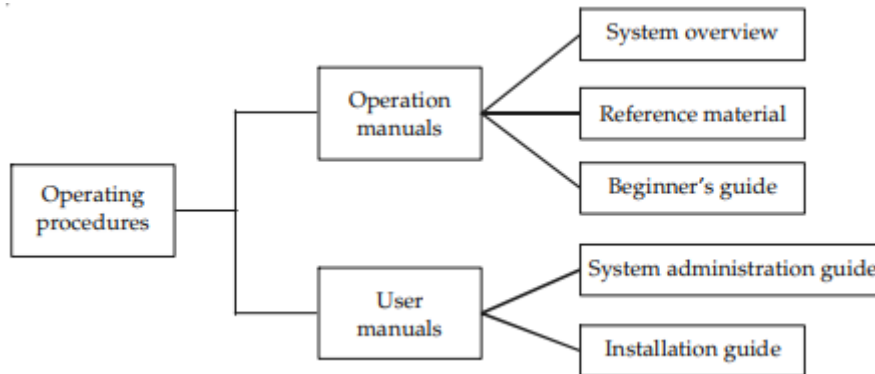 Operating
procedures
Operation
manuals
System overview
Reference material
Beginner's guide
User
manuals
System administration guide
Installation guide